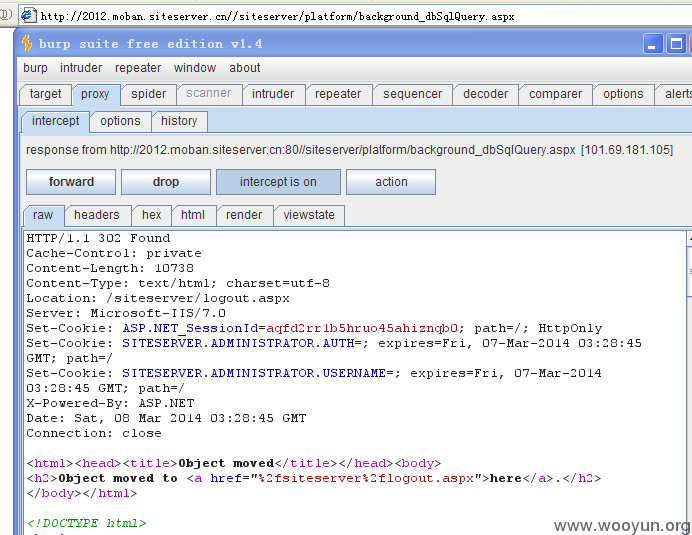 http://2012.moban.siteserver.cn//siteserver/platform/background_dbSqlQuery.aspx
burp suite free edition v1.4
burp intruder repeater window about
target proxy spider scanner intruder repeater sequencer decoder comparer options alerts
intercept options history
response from http://2012.moban.siteserver.cn:80//siteserver/platform/background_dbSqlQuery.aspx [101.69.181.105]
forward drop intercept is on action
raw headers hex html render viewstate
HTTP/1.1 302 Found
Cache-Control: private
Content-Length: 10738
Content-Type: text/html; charset=utf-8
Location: /siteserver/logout.aspx
Server: Microsoft-IIS/7.0
Set-Cookie: ASP.NET_SessionId=aqfd2rr1b5hruo45ahiznqb0; path=/; HttpOnly
Set-Cookie: SITESERVER.ADMINISTRATOR.AUTH=; expires=Fri, 07-Mar-2014 03:28:45
GMT; path=/
Set-Cookie: SITESERVER.ADMINISTRATOR.USERNAME=; expires=Fri, 07-Mar-2014
03:28:45 GMT; path=/
X-Powered-By: ASP.NET
Date: Sat, 08 Mar 2014 03:28:45 GMT
Connection: close
<html><head><title>Object moved</title></head><body>
<h2>Object moved to <a href="%2fsiteserver%2flogout.aspx">here</a>.</h2>
</body></html>
<!DOCTYPE html>
www.wooyun.org